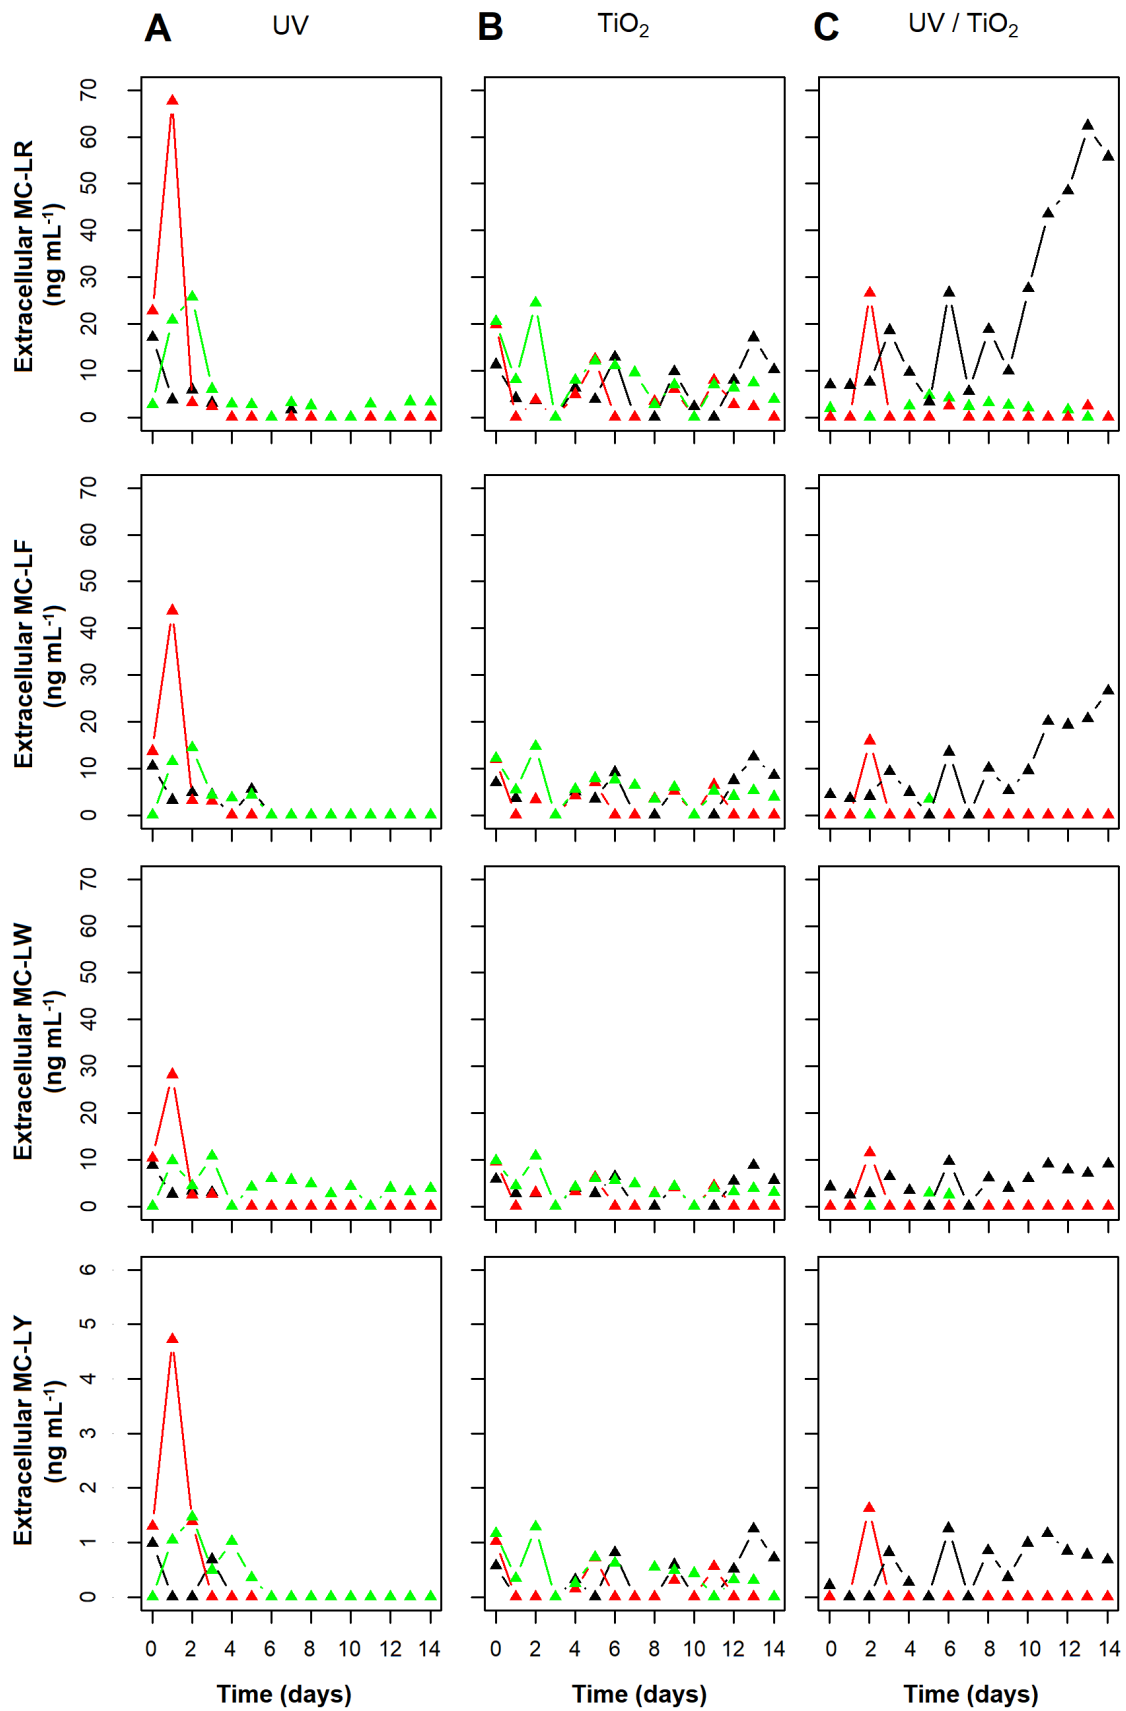 A UV B TiO₂ C UV / TiO₂
Extracellular MC-LR
(ng mL⁻¹)
70
60
50
40
30
20
10
0
Extracellular MC-LF
(ng mL⁻¹)
70
60
50
40
30
20
10
0
Extracellular MC-LW
(ng mL⁻¹)
70
60
50
40
30
20
10
0
Extracellular MC-LY
(ng mL⁻¹)
6
5
4
3
2
1
0
0 2 4 6 8 10 12 14 0 2 4 6 8 10 12 14 0 2 4 6 8 10 12 14
Time (days) Time (days) Time (days)